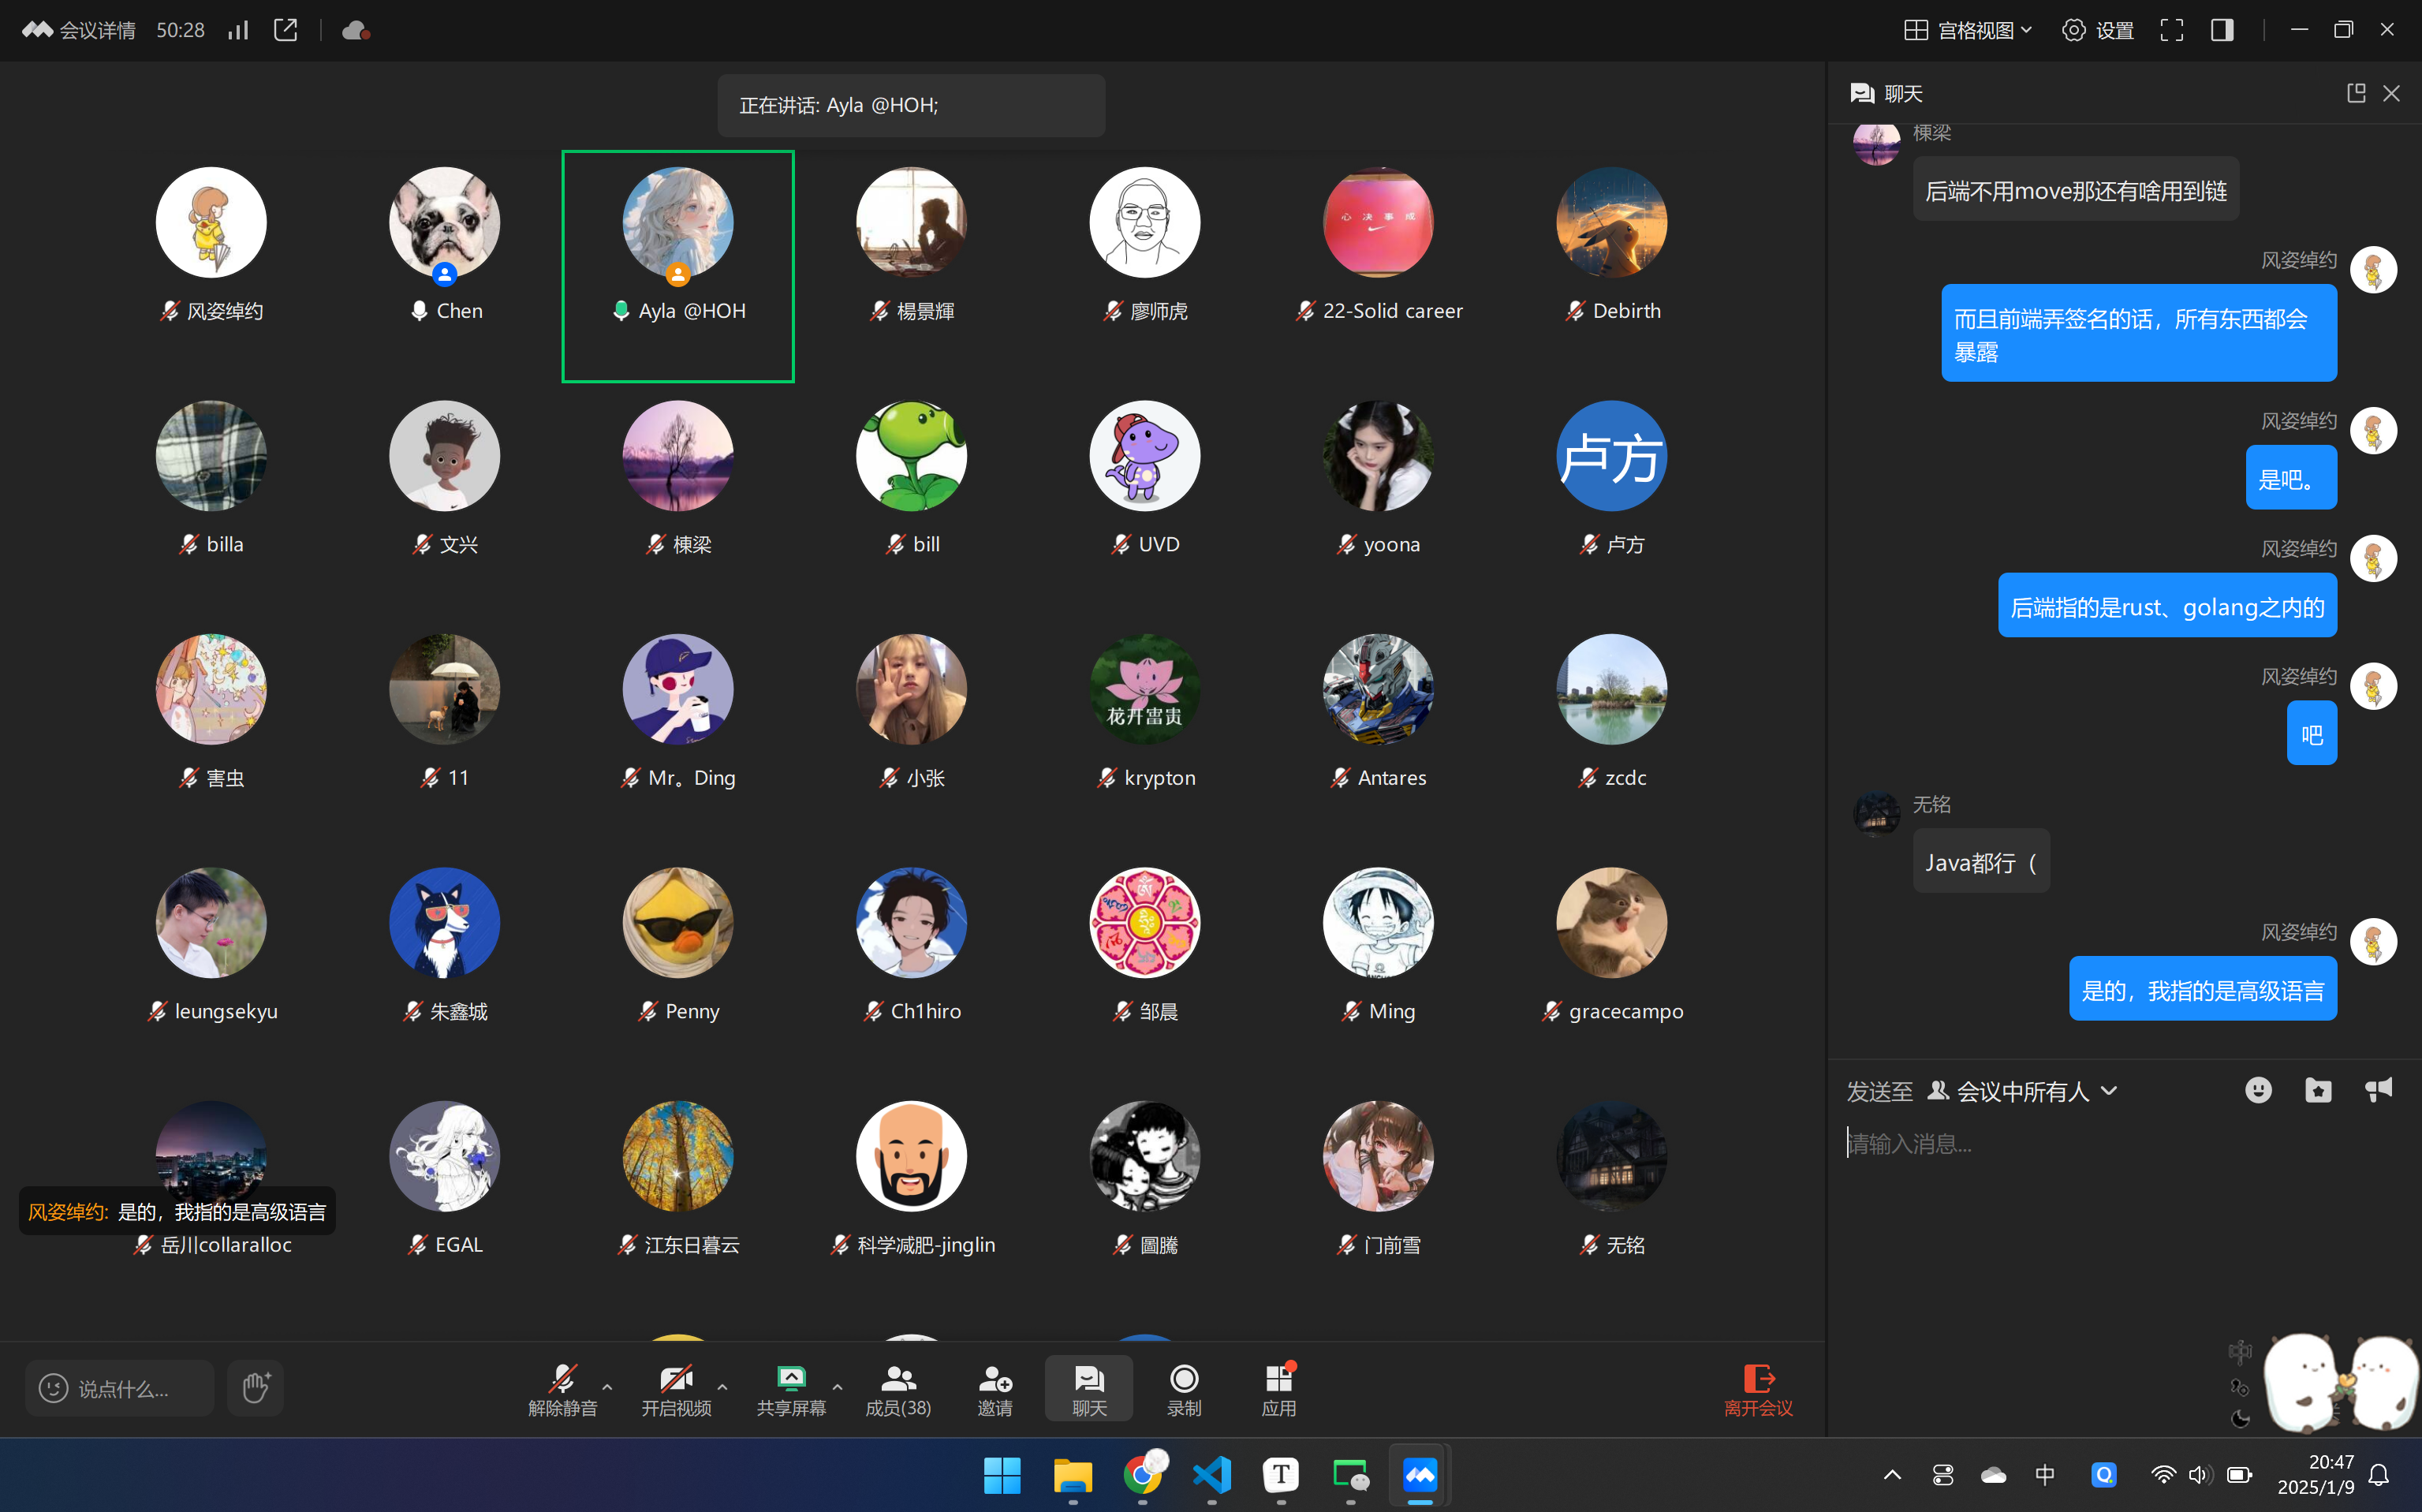 会议详情 50:28
宫格视图 设置
正在讲话: Ayla @HOH;
风姿绰约 Chen Ayla @HOH 楊景輝 廖师虎 22-Solid career Debirth
心 决 事 成
卢方
billa 文兴 楝梁 bill UVD yoona 卢方
花开富贵
害虫 11 Mr。Ding 小张 krypton Antares zcdc
leungsekyu 朱鑫城 Penny Ch1hiro 邹晨 Ming gracecampo
风姿绰约: 是的，我指的是高级语言
岳川collaralloc EGAL 江东日暮云 科学减肥-jinglin 圖騰 门前雪 无铭
说点什么...
解除静音 开启视频 共享屏幕 成员(38) 邀请 聊天 录制 应用 离开会议
聊天
楝梁
后端不用move那还有啥用到链
风姿绰约
而且前端弄签名的话，所有东西都会
暴露
风姿绰约
是吧。
风姿绰约
后端指的是rust、golang之内的
风姿绰约
吧
无铭
Java都行（
风姿绰约
是的，我指的是高级语言
发送至 会议中所有人
请输入消息...
中
T
中 Q 20:47
2025/1/9